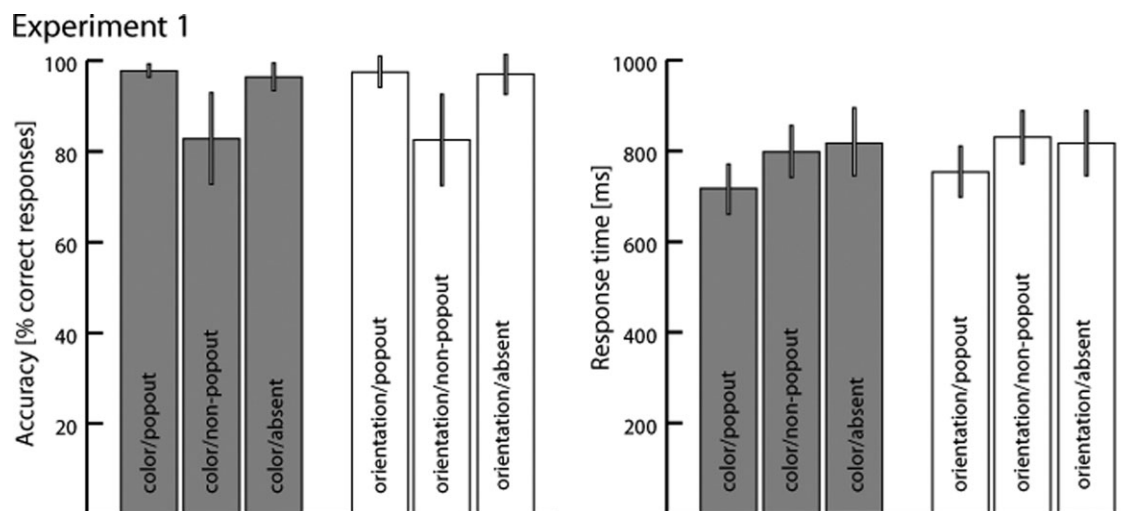 Experiment 1
Accuracy [% correct responses]
100
80
60
40
20
color/popout
color/non-popout
color/absent
orientation/popout
orientation/non-popout
orientation/absent
Response time [ms]
1000
800
600
400
200
color/popout
color/non-popout
color/absent
orientation/popout
orientation/non-popout
orientation/absent